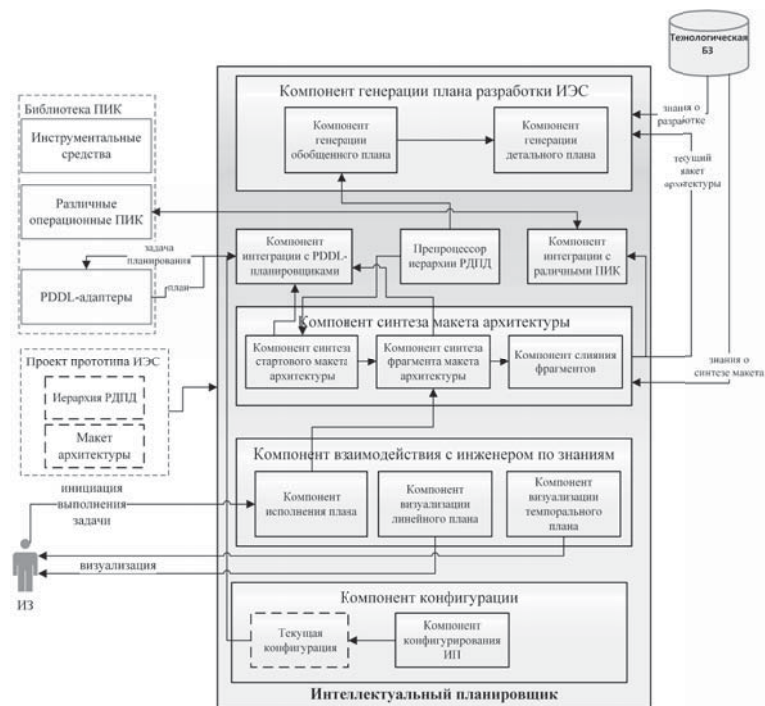 Технологическая
БЗ
Компонент генерации плана разработки ИЭС
Компонент
генерации
обобщенного плана
Компонент
генерации
детального плана
знания о
разработке
текущий
макет
архитектуры
Библиотека ПИК
Инструментальные
средства
Различные
операционные ПИК
PDDL-адаптеры
задача
планирования
план
Компонент
интеграции с PDDL-
планировщиками
Препроцессор
иерархии РДПД
Компонент
интеграции с
раличными ПИК
Компонент синтеза макета архитектуры
Компонент синтеза
стартового макета
архитектуры
Компонент синтеза
фрагмента макета
архитектуры
Компонент слияния
фрагментов
знания о
синтезе макета
Проект прототипа ИЭС
Иерархия РДПД
Макет
архитектуры
Компонент взаимодействия с инженером по знаниям
Компонент
исполнения плана
Компонент
визуализации
линейного плана
Компонент
визуализации
темпорального
плана
инициация
выполнения
задачи
визуализация
ИЗ
Компонент конфигурации
Текущая
конфигурация
Компонент
конфигурирования
ИП
Интеллектуальный планировщик